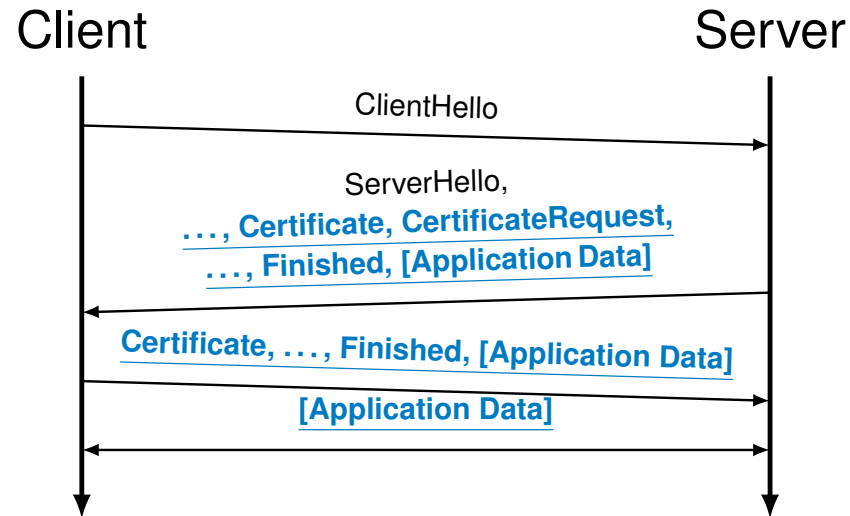 Client Server
ClientHello
ServerHello,
. . ., Certificate, CertificateRequest,
. . ., Finished, [Application Data]
Certificate, . . ., Finished, [Application Data]
[Application Data]